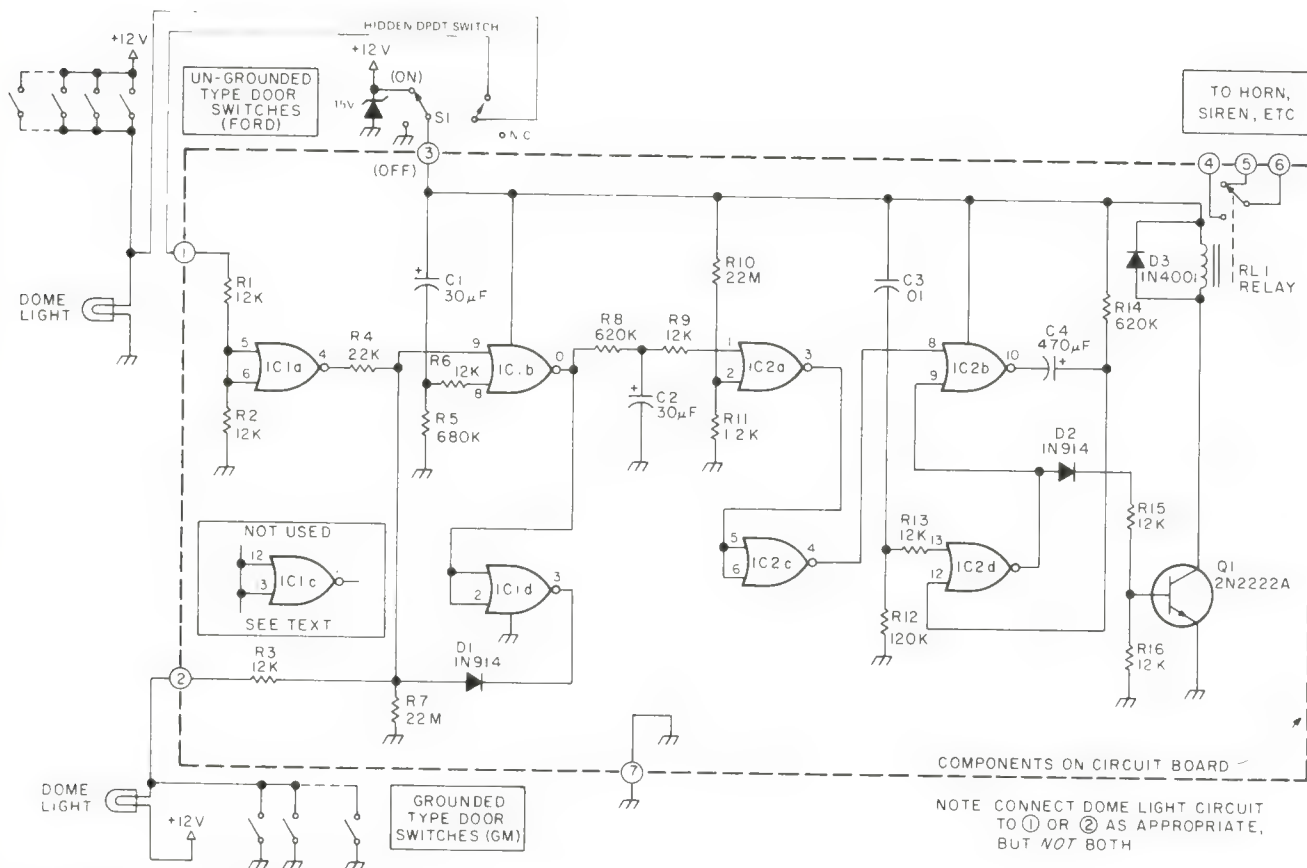 HIDDEN DPDT SWITCH
+12V
+12V
(ON)
UN-GROUNDED
TYPE DOOR
SWITCHES
(FORD)
15V
S1
N.C
TO HORN,
SIREN, ETC
3
(OFF)
4
5
6
1
R1
12K
C1
30µF
R10
22M
C3
.01
D3
1N4001
RL1
RELAY
DOME
LIGHT
R14
620K
R4
22K
R8
620K
R9
12K
C4
470µF
5
6
IC1a
4
9
8
R6
12K
IC1b
1
2
IC2a
3
8
9
IC2b
10
R2
12K
R5
680K
C2
30µF
R11
1.2K
D2
1N914
NOT USED
12
13
IC1c
SEE TEXT
2
IC1d
3
5
6
IC2c
4
R13
12K
13
12
IC2d
R15
12K
Q1
2N2222A
R12
120K
R16
12K
R3
12K
D1
1N914
2
R7
22M
7
COMPONENTS ON CIRCUIT BOARD
DOME
LIGHT
+12V
GROUNDED
TYPE DOOR
SWITCHES (GM)
NOTE CONNECT DOME LIGHT CIRCUIT
TO 1 OR 2 AS APPROPRIATE,
BUT NOT BOTH